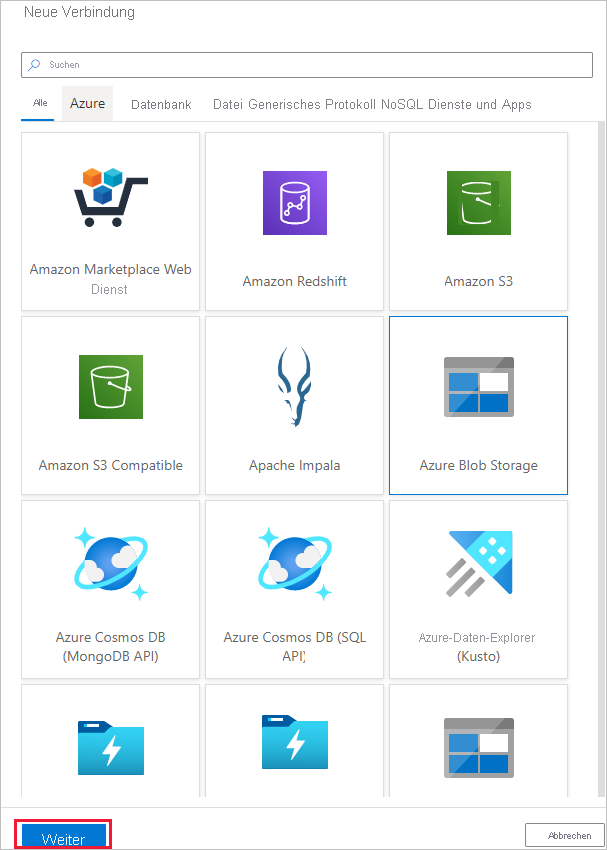 Neue Verbindung
Suchen
Alle Azure Datenbank Datei Generisches Protokoll NoSQL Dienste und Apps
Amazon Marketplace Web
Dienst
Amazon Redshift
Amazon S3
Amazon S3 Compatible
Apache Impala
Azure Blob Storage
Azure Cosmos DB
(MongoDB API)
Azure Cosmos DB (SQL
API)
Azure-Daten-Explorer
(Kusto)
Weiter
Abbrechen